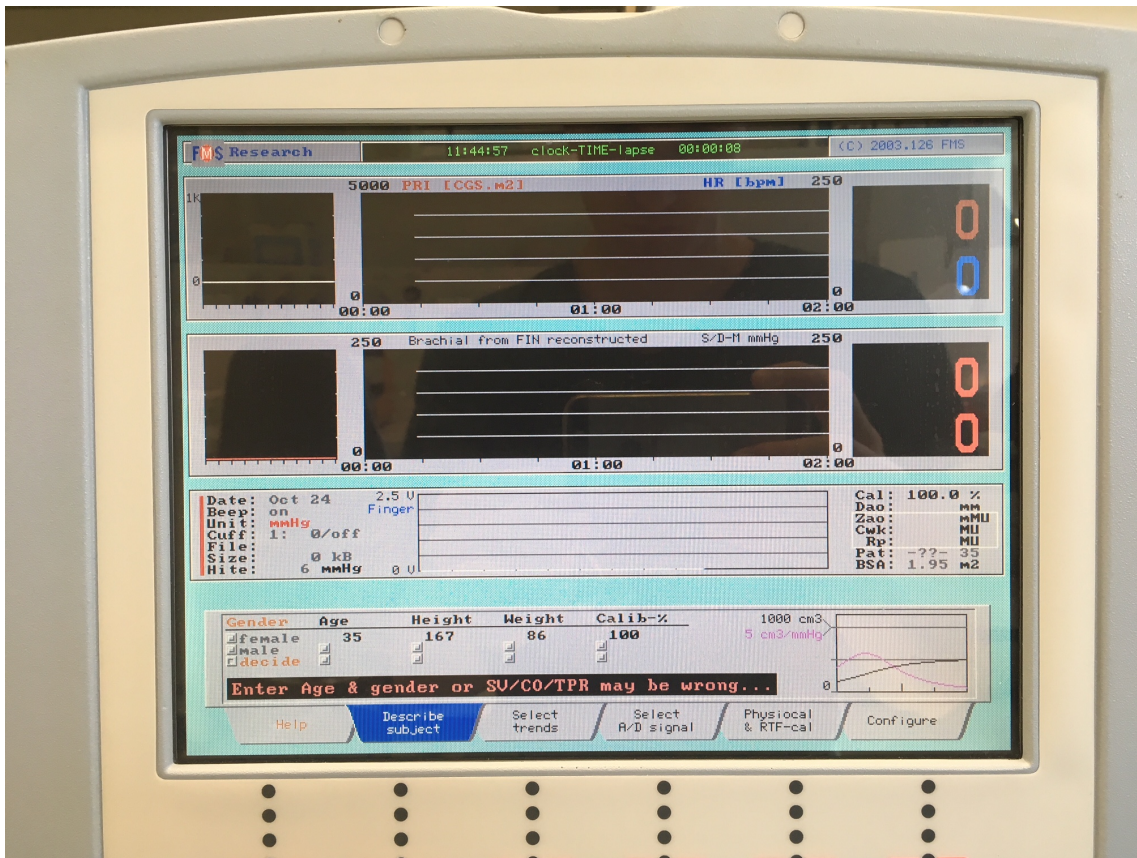 FMS Research 11:44:57 clock-TIME-lapse 00:00:08 (C) 2003.126 FMS
5000 PRI [CGS.m2] HR [bpm] 250
1K
0
0 0
00:00 01:00 02:00
0
0
250 Brachial from FIN reconstructed S/D-M mmHg 250
0 0
00:00 01:00 02:00
0
0
Date: Oct 24
Beep: on
Unit: mmHg
Cuff: 1: 0/off
File:
Size: 0 kB
Hite: 6 mmHg
2.5 V
Finger
0 V
Cal: 100.0 %
Dao: mm
Zao: mMU
Cwk: MU
Rp: MU
Pat: -??- 35
BSA: 1.95 m2
Gender Age Height Weight Calib-%
female 35 167 86 100
male
decide
1000 cm3
5 cm3/mmHg
0
Enter Age & gender or SV/CO/TPR may be wrong...
Help
Describe
subject
Select
trends
Select
A/D signal
Physiocal
& RTF-cal
Configure